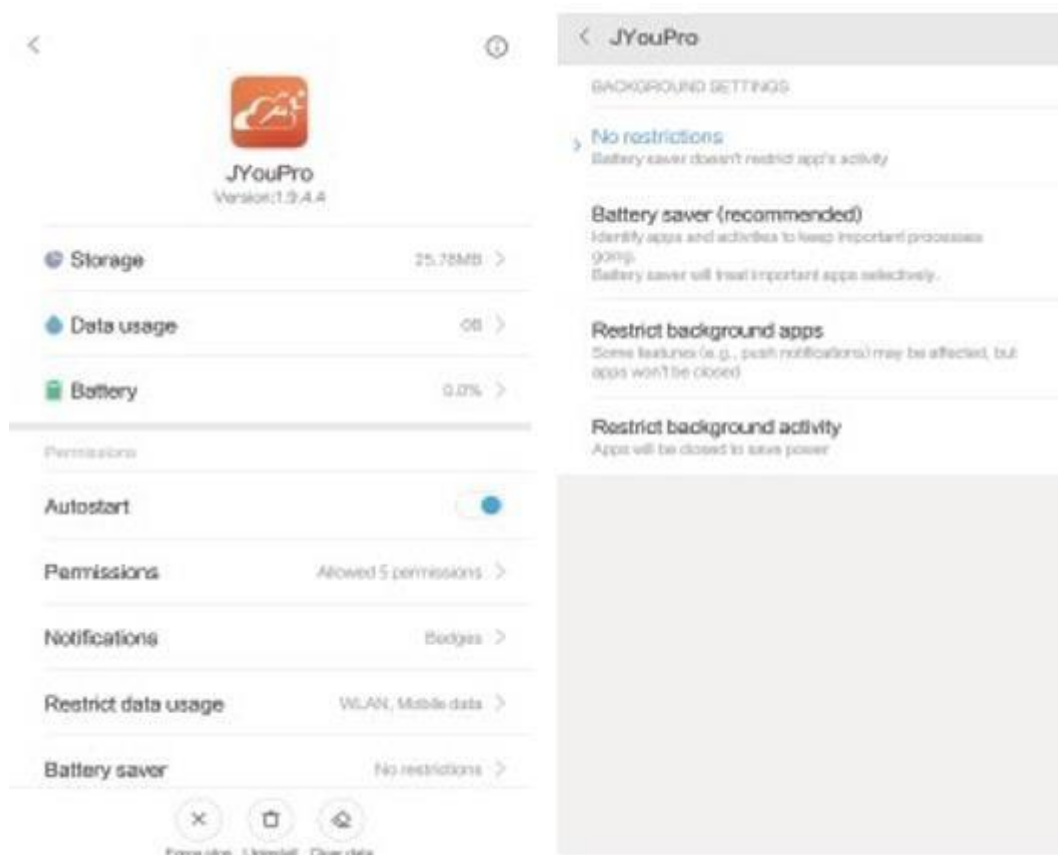 JYouPro
Version:1.9.4.4
Storage 25.78MB
Data usage 0B
Battery 0.0%
Permissions
Autostart
Permissions Allowed 5 permissions
Notifications Badges
Restrict data usage WLAN, Mobile data
Battery saver No restrictions
Force stop Uninstall Clear data
JYouPro
BACKGROUND SETTINGS
No restrictions
Battery saver doesn't restrict app's activity
Battery saver (recommended)
Identify apps and activities to keep important processes
going.
Battery saver will treat important apps selectively.
Restrict background apps
Some features (e.g., push notifications) may be affected, but
apps won't be closed
Restrict background activity
Apps will be closed to save power